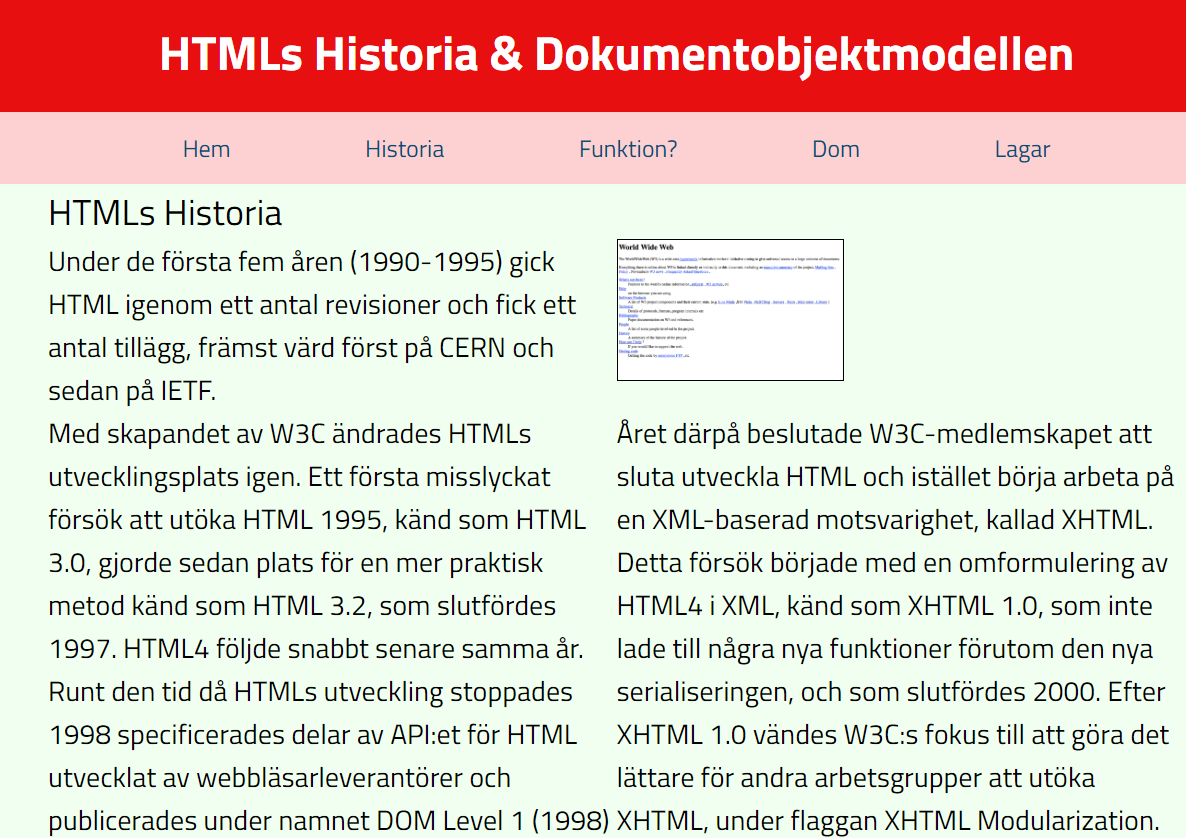 HTMLs Historia & Dokumentobjektmodellen
Hem
Historia
Funktion?
Dom
Lagar
HTMLs Historia
Under de första fem åren (1990-1995) gick
HTML igenom ett antal revisioner och fick ett
antal tillägg, främst värd först på CERN och
sedan på IETF.
World Wide Web
Med skapandet av W3C ändrades HTMLs
utvecklingsplats igen. Ett första misslyckat
försök att utöka HTML 1995, känd som HTML
3.0, gjorde sedan plats för en mer praktisk
metod känd som HTML 3.2, som slutfördes
1997. HTML4 följde snabbt senare samma år.
Runt den tid då HTMLs utveckling stoppades
1998 specificerades delar av API:et för HTML
utvecklat av webbläsarleverantörer och
publicerades under namnet DOM Level 1 (1998)
Året därpå beslutade W3C-medlemskapet att
sluta utveckla HTML och istället börja arbeta på
en XML-baserad motsvarighet, kallad XHTML.
Detta försök började med en omformulering av
HTML4 i XML, känd som XHTML 1.0, som inte
lade till några nya funktioner förutom den nya
serialiseringen, och som slutfördes 2000. Efter
XHTML 1.0 vändes W3C:s fokus till att göra det
lättare för andra arbetsgrupper att utöka
XHTML, under flaggan XHTML Modularization.